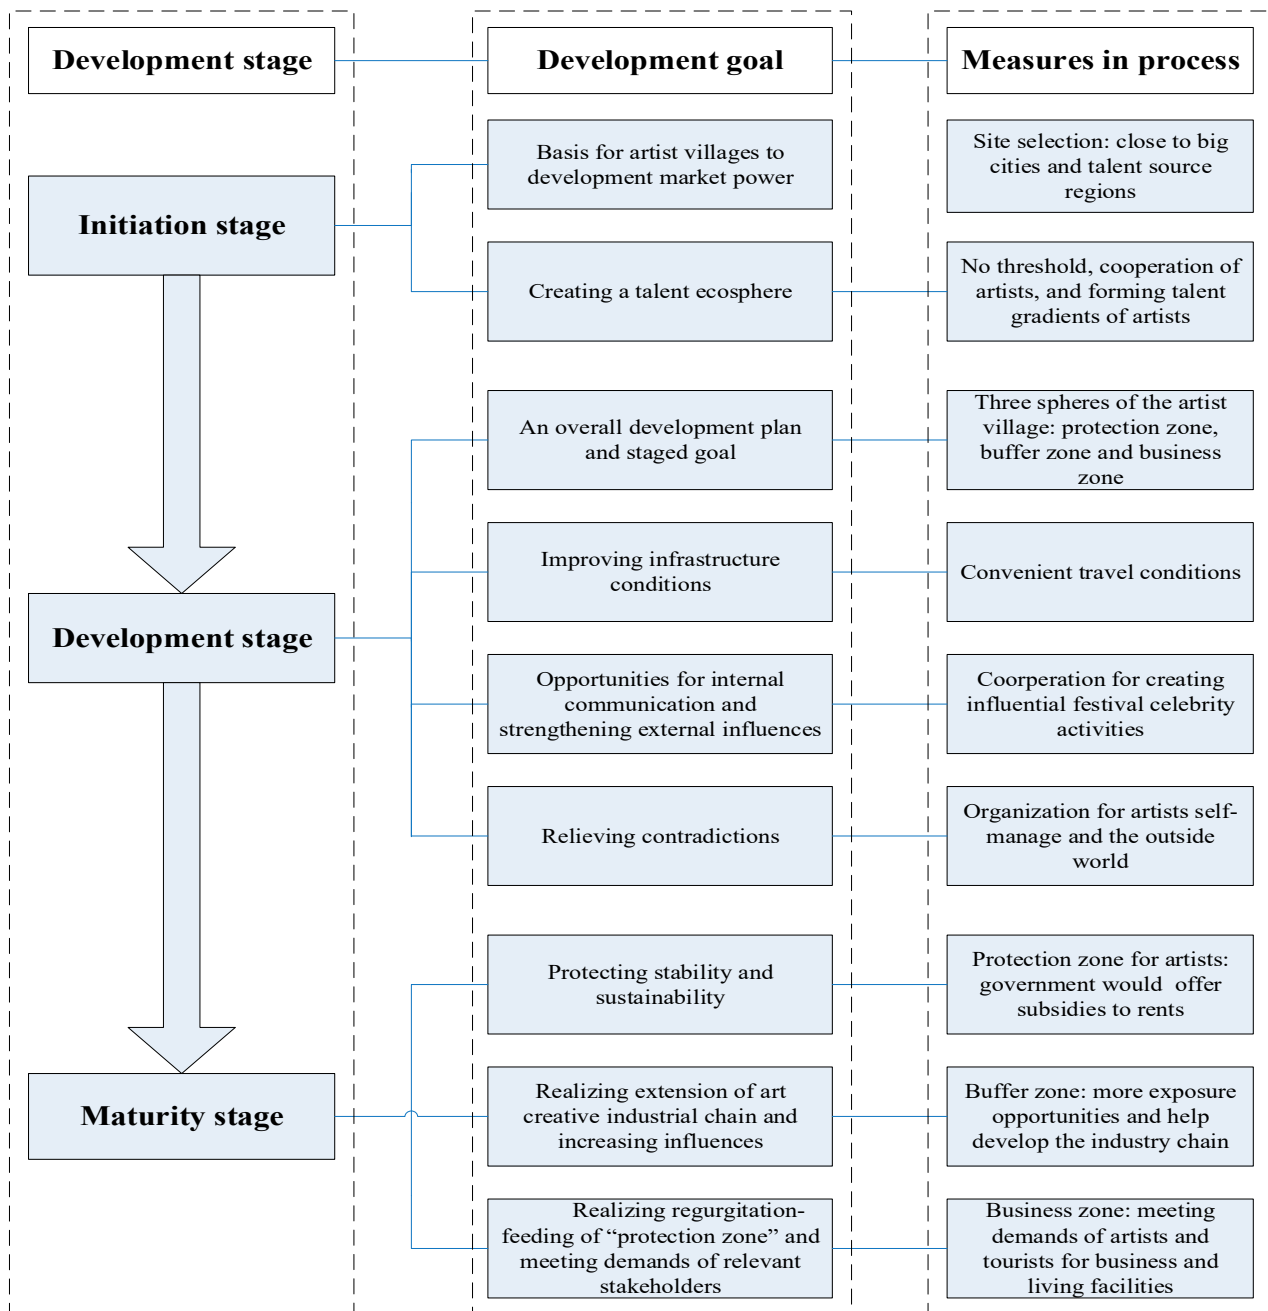 Development stage
Development goal
Measures in process
Initiation stage
Basis for artist villages to
development market power
Site selection: close to big
cities and talent source
regions
Creating a talent ecosphere
No threshold, cooperation of
artists, and forming talent
gradients of artists
Development stage
An overall development plan
and staged goal
Three spheres of the artist
village: protection zone,
buffer zone and business
zone
Improving infrastructure
conditions
Convenient travel conditions
Opportunities for internal
communication and
strengthening external influences
Coorperation for creating
influential festival celebrity
activities
Relieving contradictions
Organization for artists self-
manage and the outside
world
Maturity stage
Protecting stability and
sustainability
Protection zone for artists:
government would offer
subsidies to rents
Realizing extension of art
creative industrial chain and
increasing influences
Buffer zone: more exposure
opportunities and help
develop the industry chain
Realizing regurgitation-
feeding of “protection zone” and
meeting demands of relevant
stakeholders
Business zone: meeting
demands of artists and
tourists for business and
living facilities